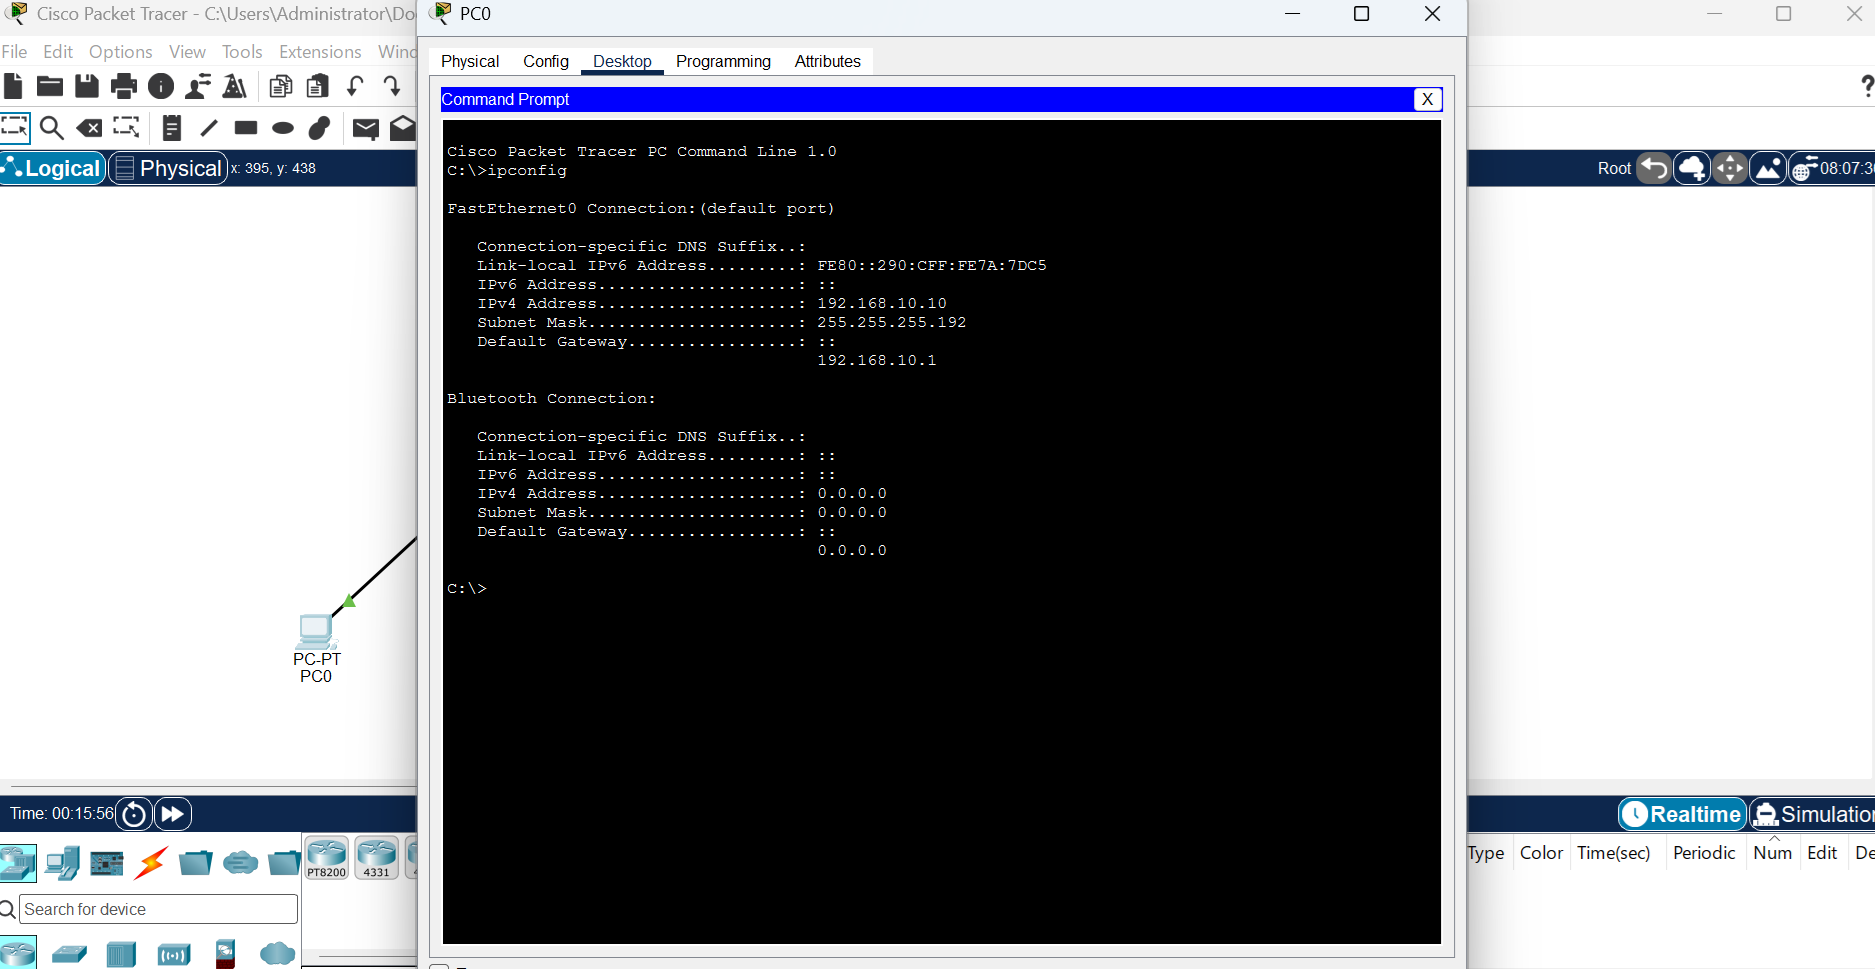 Cisco Packet Tracer - C:\Users\Administrator\Do
PC0
File Edit Options View Tools Extensions Wind
Physical Config Desktop Programming Attributes
?
Command Prompt
X
Logical Physical x: 395, y: 438
Root 08:07:30
Cisco Packet Tracer PC Command Line 1.0
C:\>ipconfig
FastEthernet0 Connection:(default port)
Connection-specific DNS Suffix..:
Link-local IPv6 Address.........: FE80::290:CFF:FE7A:7DC5
IPv6 Address....................: ::
IPv4 Address....................: 192.168.10.10
Subnet Mask.....................: 255.255.255.192
Default Gateway.................: ::
192.168.10.1
Bluetooth Connection:
Connection-specific DNS Suffix..:
Link-local IPv6 Address.........: ::
IPv6 Address....................: ::
IPv4 Address....................: 0.0.0.0
Subnet Mask.....................: 0.0.0.0
Default Gateway.................: ::
0.0.0.0
C:\>
PC-PT
PC0
Time: 00:15:56
Realtime Simulation
PT8200 4331
Type Color Time(sec) Periodic Num Edit De
Search for device